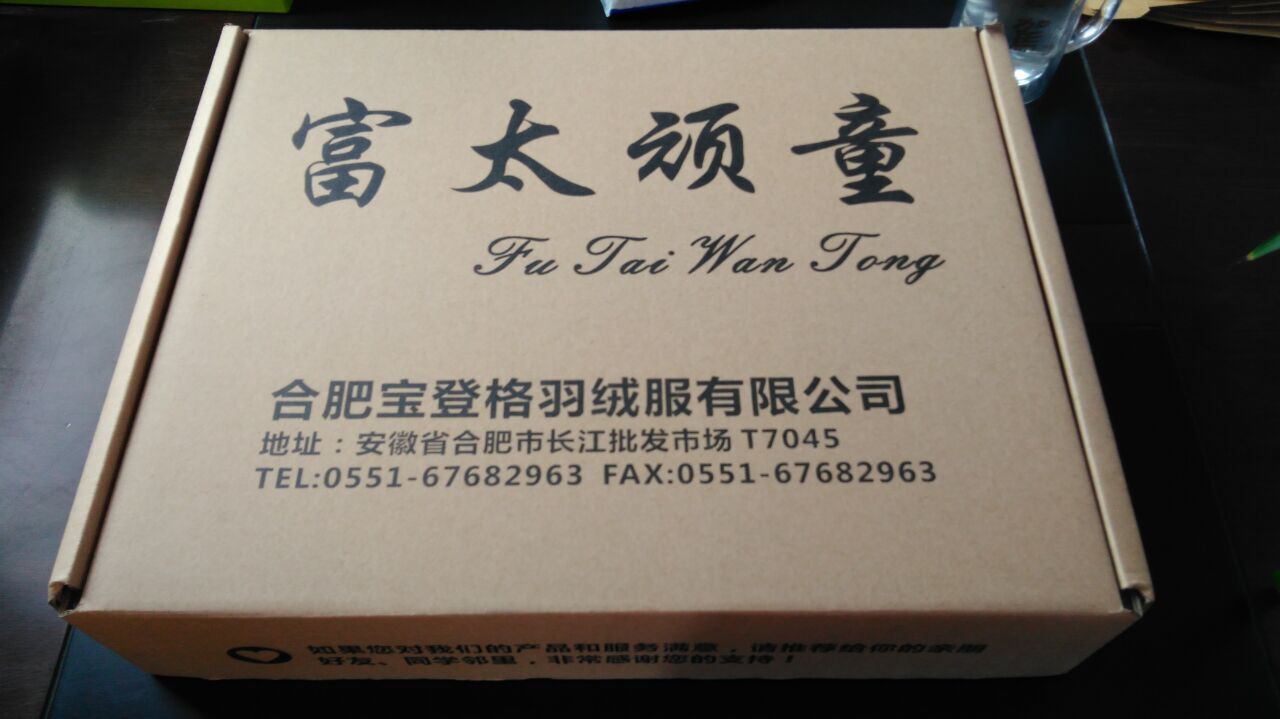 富太顽童
Fu Tai Wan Tong
合肥宝登格羽绒服有限公司
地址：安徽省合肥市长江批发市场 T7045
TEL:0551-67682963 FAX:0551-67682963
如果您对我们的产品和服务满意，请推荐给你的亲朋
好友、同学邻里，非常感谢您的支持！